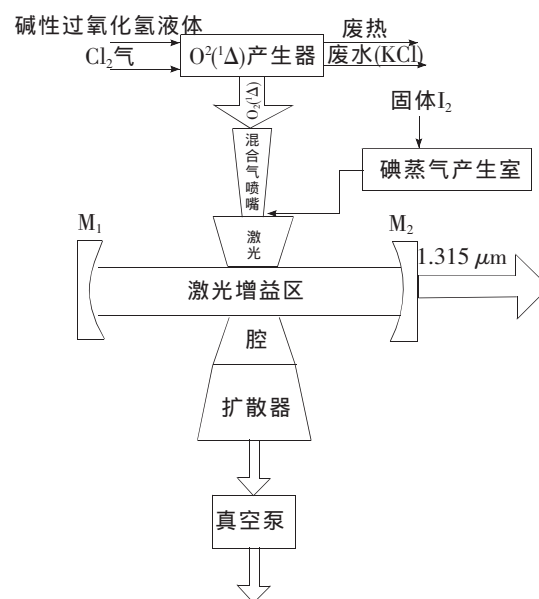 碱性过氧化氢液体
Cl₂气
O²(¹Δ)产生器
废热
废水(KCl)
O₂(¹Δ)
固体I₂
混合气喷嘴
碘蒸气产生室
M₁
激光
M₂
1.315 μm
激光增益区
腔
扩散器
真空泵